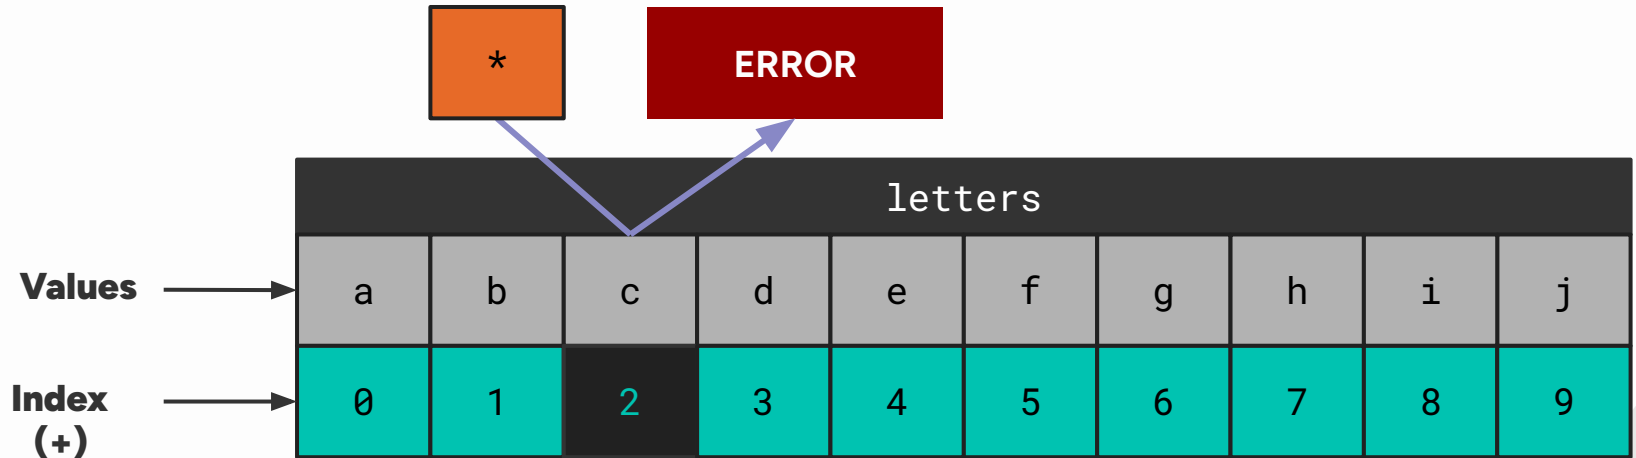 *
ERROR
letters
Values a b c d e f g h i j
Index (+) 0 1 2 3 4 5 6 7 8 9